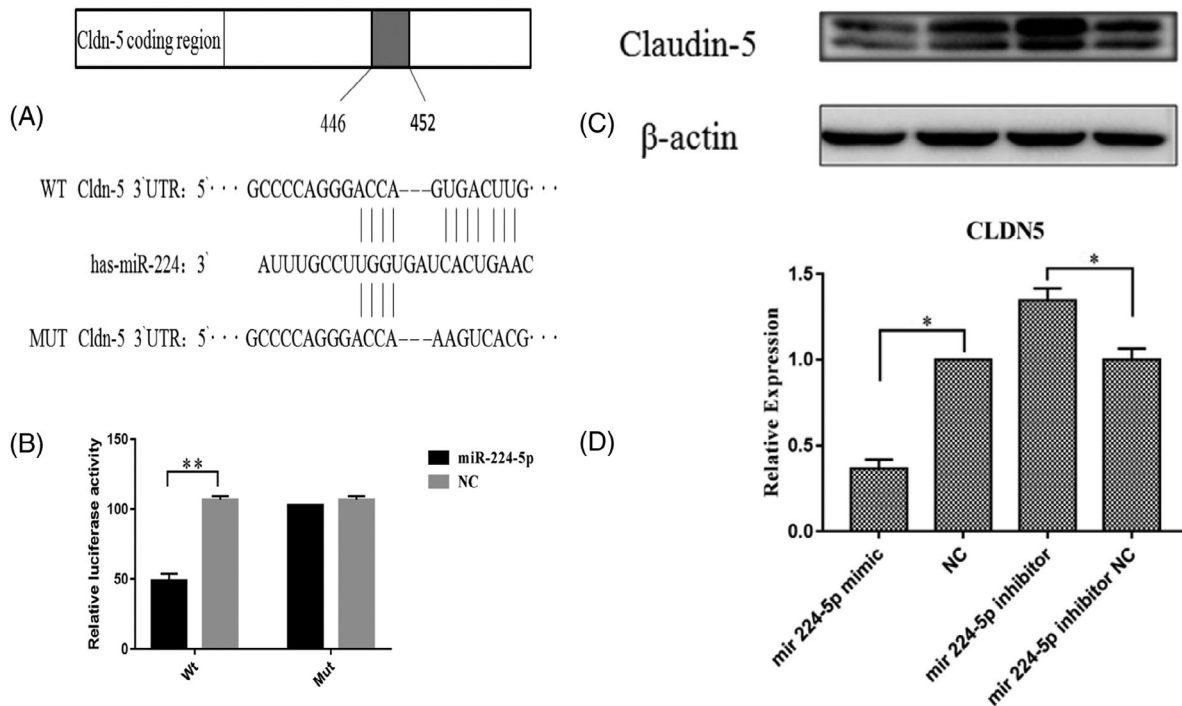 Cldn-5 coding region
446
452
(A)
WT Cldn-5 3`UTR: 5`··· GCCCCAGGGACCA---GUGACUUG···
has-miR-224: 3` AUUUGCCUUGGUGAUCACUGAAC
MUT Cldn-5 3`UTR: 5`··· GCCCCAGGGACCA---AAGUCACG···
(B)
Relative luciferase activity
150
100
50
0
**
Wt
Mut
miR-224-5p
NC
Claudin-5
(C)
β-actin
(D)
CLDN5
Relative Expression
1.5
1.0
0.5
0.0
*
*
mir 224-5p mimic
NC
mir 224-5p inhibitor
mir 224-5p inhibitor NC